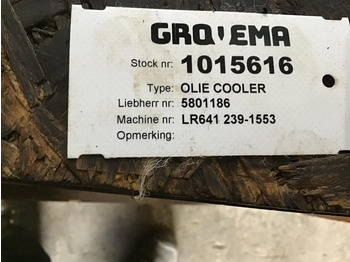 GROVEMA
Stock nr: 1015616
Type: OLIE COOLER
Liebherr nr: 5801186
Machine nr: LR641 239-1553
Opmerking: